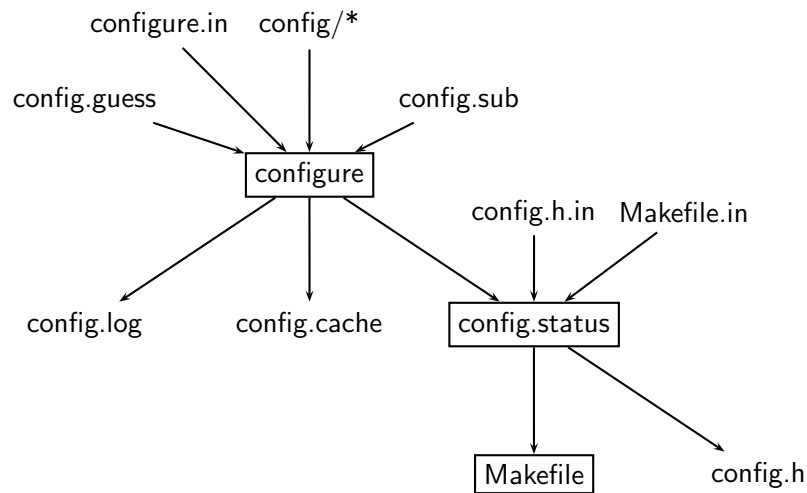 configure.in
config/*
config.guess
config.sub
configure
config.h.in
Makefile.in
config.log
config.cache
config.status
Makefile
config.h